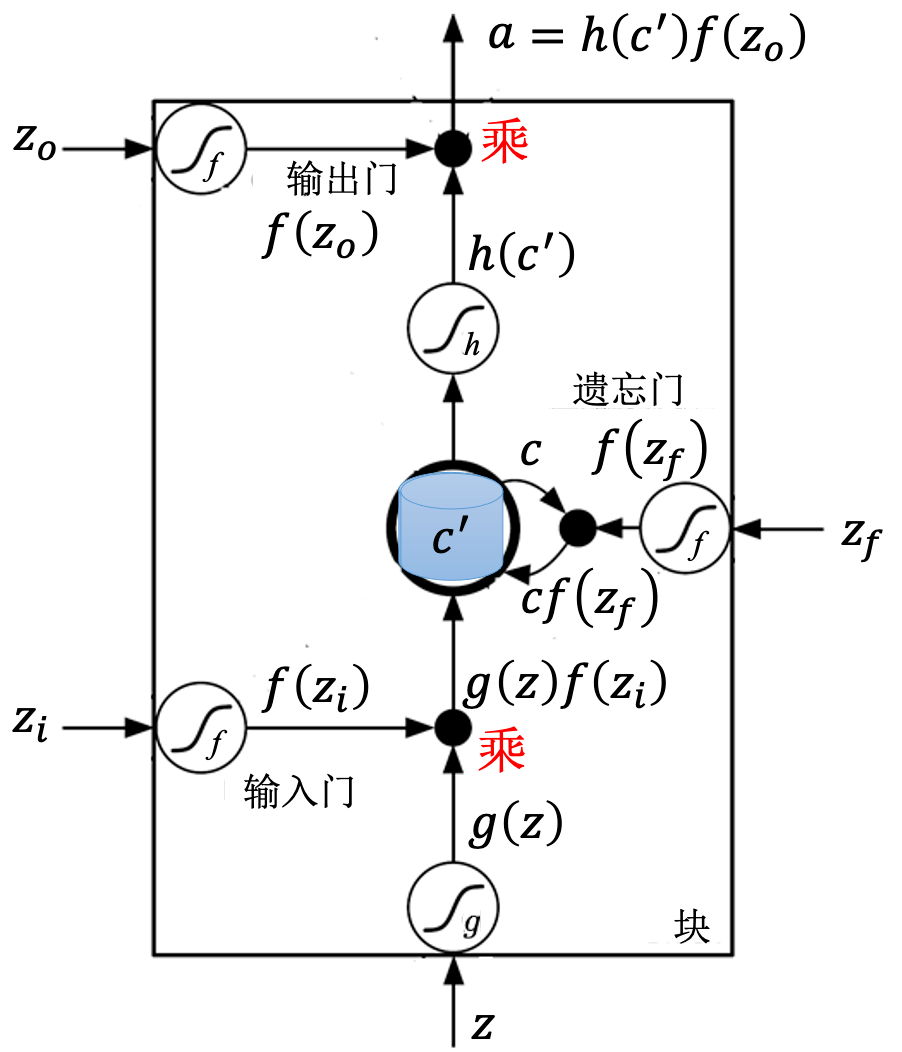 a = h(c′)f(z_o)
z_o
f
乘
输出门
f(z_o)
h(c′)
h
遗忘门
c
f(z_f)
c′
f
z_f
cf(z_f)
f(z_i)
g(z)f(z_i)
z_i
f
乘
输入门
g(z)
g
块
z